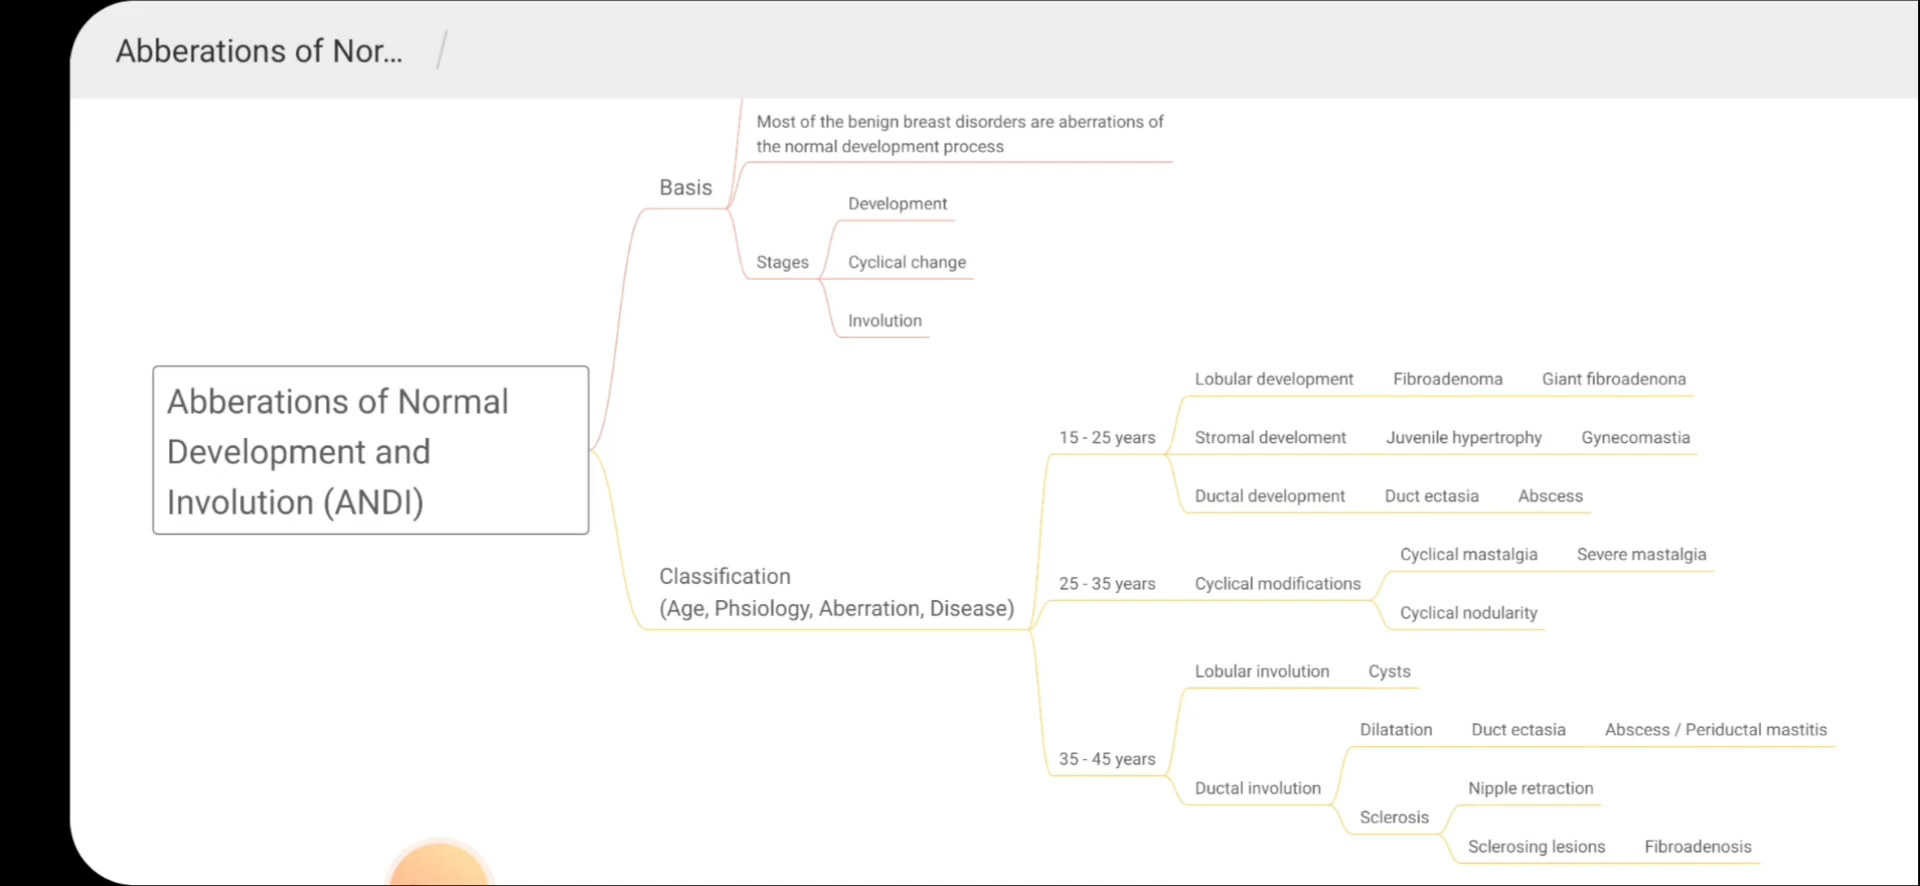 Abberations of Nor...
Most of the benign breast disorders are aberrations of
the normal development process
Basis
Development
Stages
Cyclical change
Involution
Abberations of Normal
Development and
Involution (ANDI)
Classification
(Age, Phsiology, Aberration, Disease)
15 - 25 years
Lobular development Fibroadenoma Giant fibroadenona
Stromal develoment Juvenile hypertrophy Gynecomastia
Ductal development Duct ectasia Abscess
25 - 35 years
Cyclical modifications
Cyclical mastalgia Severe mastalgia
Cyclical nodularity
35 - 45 years
Lobular involution Cysts
Ductal involution
Dilatation Duct ectasia Abscess / Periductal mastitis
Sclerosis
Nipple retraction
Sclerosing lesions Fibroadenosis